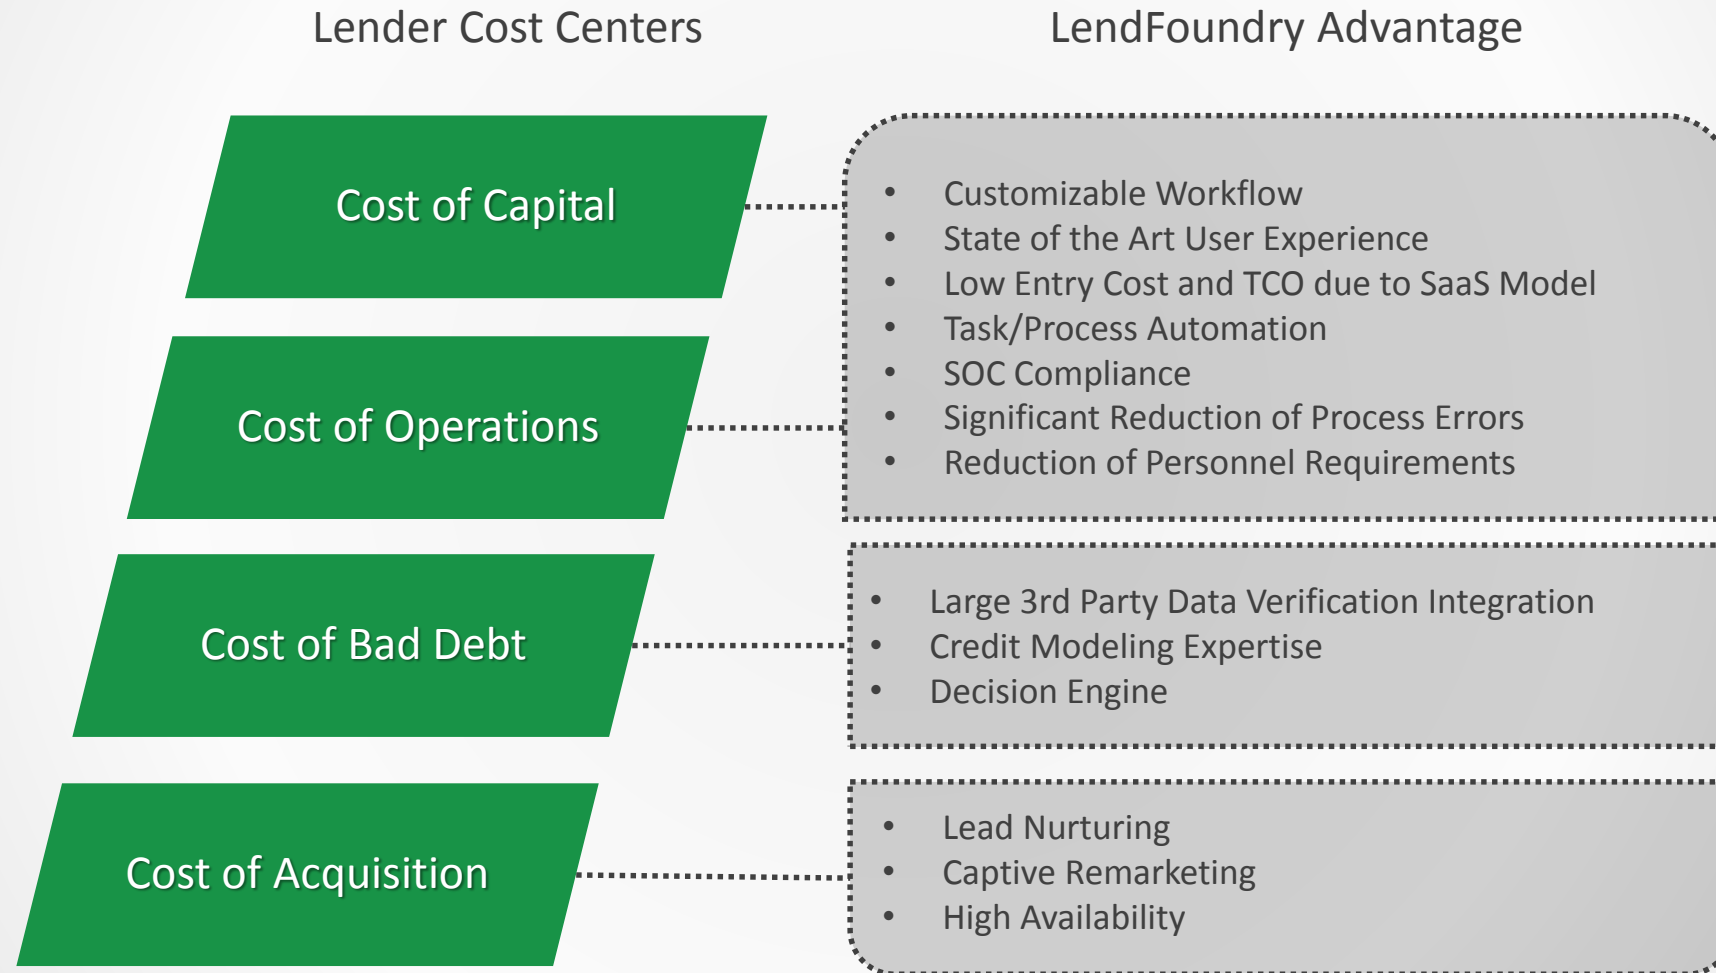 Lender Cost Centers
LendFoundry Advantage
Cost of Capital
• Customizable Workflow
• State of the Art User Experience
• Low Entry Cost and TCO due to SaaS Model
• Task/Process Automation
• SOC Compliance
• Significant Reduction of Process Errors
• Reduction of Personnel Requirements
Cost of Operations
Cost of Bad Debt
• Large 3rd Party Data Verification Integration
• Credit Modeling Expertise
• Decision Engine
Cost of Acquisition
• Lead Nurturing
• Captive Remarketing
• High Availability